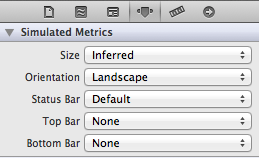 Simulated Metrics
Size Inferred
Orientation Landscape
Status Bar Default
Top Bar None
Bottom Bar None